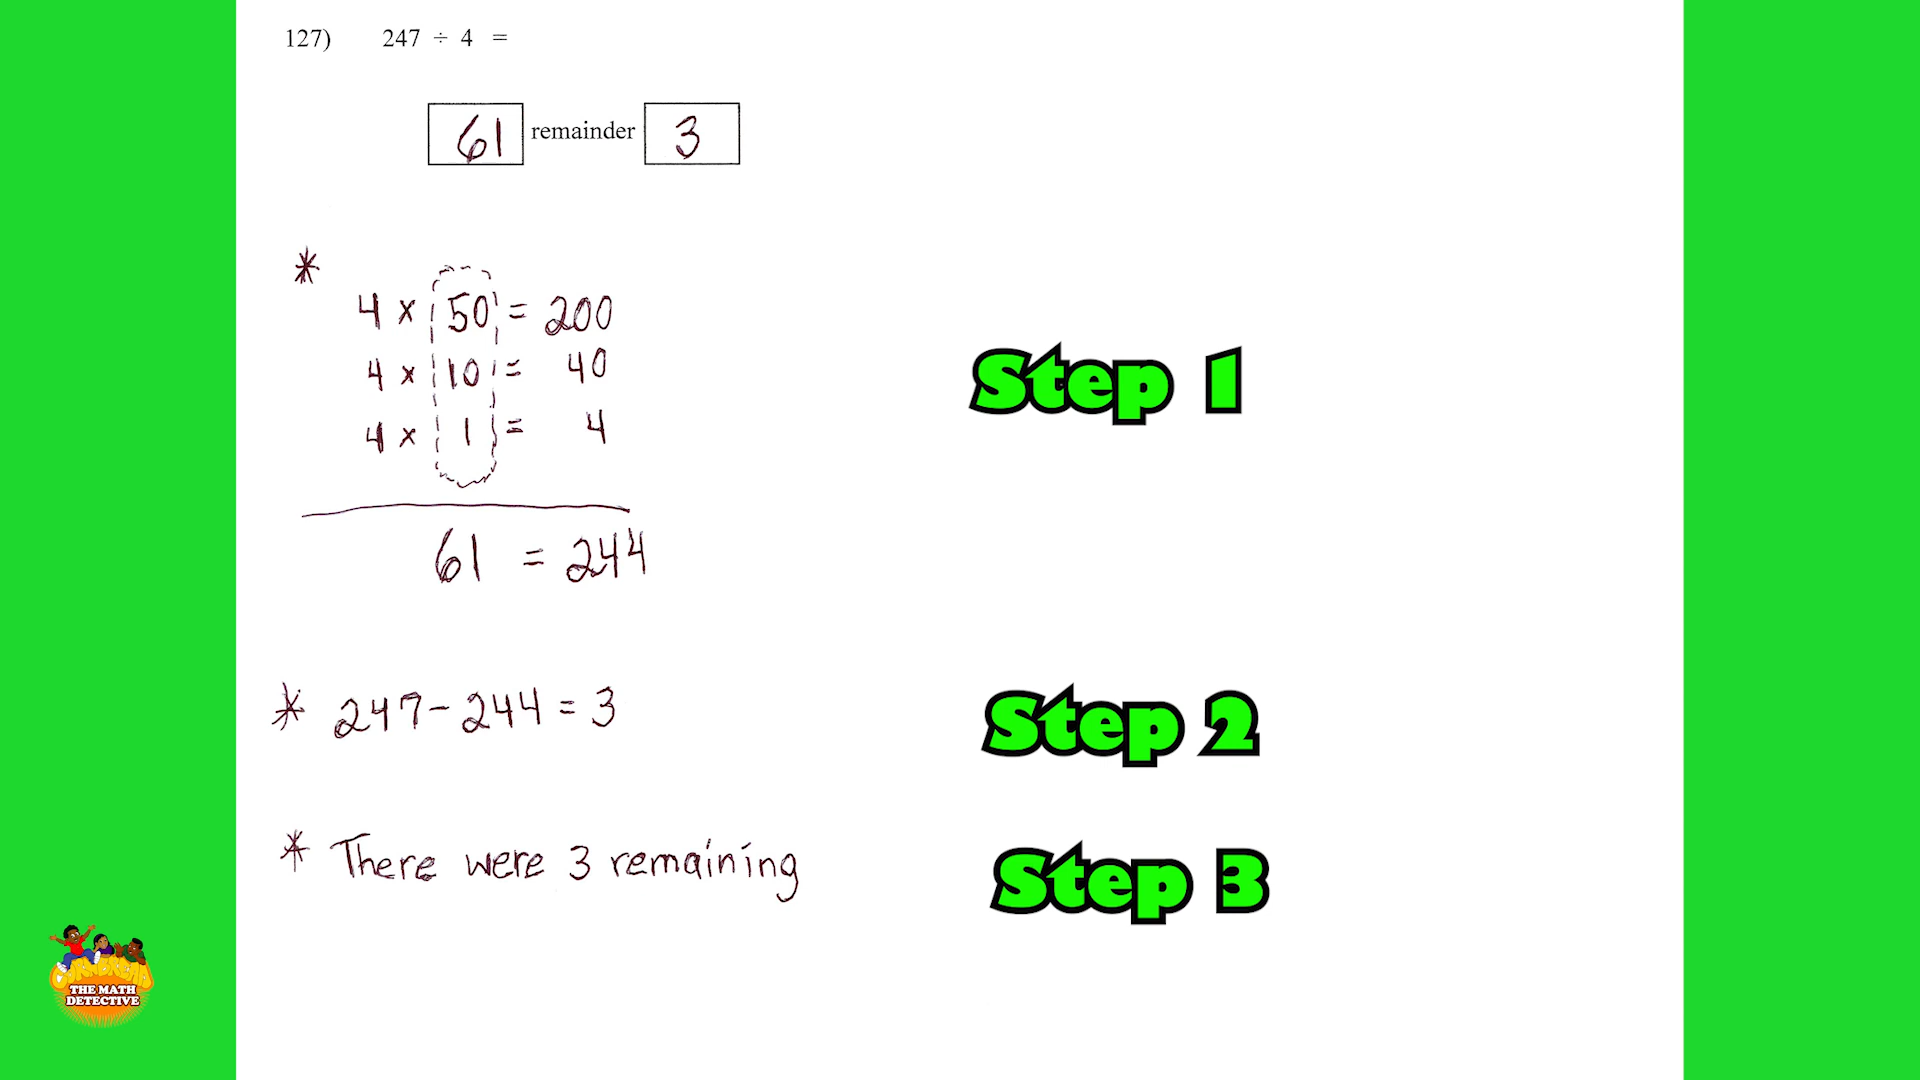 127) 247 ÷ 4 =
61 remainder 3
*
4 x 50 = 200
4 x 10 = 40
4 x 1 = 4
Step 1
61 = 244
* 247 - 244 = 3
Step 2
* There were 3 remaining
Step 3
THE MATH
DETECTIVE